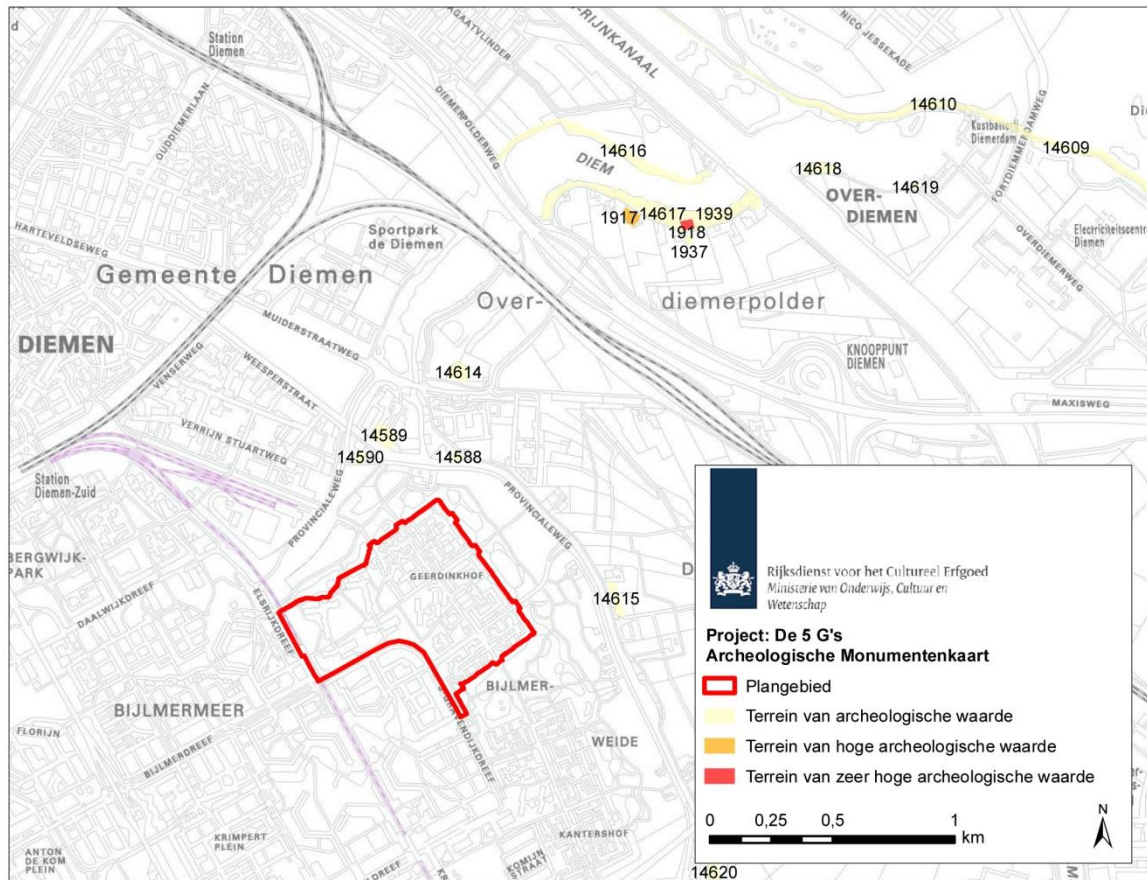 Station
Diemen
OUDDIEMERLAAN
DIEMERPOLDERWEG
NICO JESSEKADE
14610
Kustbatterij
Diemerdam
FORTDIEMMERDAMWEG
14609
14616
DIEM
14618
14619
OVER-
DIEMEN
1917
14617
1939
1918
1937
HARTEVELDSEWEG
Sportpark
de Diemen
Electriciteitscentr
Diemen
OVERDIEMERWEG
Gemeente Diemen
Over-
diemerpolder
MUIDERSTRAATWEG
DIEMEN
VENSERWEG
WEESPERSTRAAT
KNOOPPUNT
DIEMEN
14614
MAXISWEG
VERRIJN STUARTWEG
14589
14590
14588
Station
Diemen-Zuid
PROVINCIALEWEG
PROVINCIALEWEG
BERGWIJK-
PARK
GEERDINKHOF
DAALWIJKDREEF
ELSRIJKDREEF
14615
BIJLMERMEER
BIJLMER-
WEIDE
FLORIJN
BIJLMERDREEF
KRIMPERT
PLEIN
ANTON
DE KOM
PLEIN
KANTERSHOF
KOMIJN
STRAAT
14620
Rijksdienst voor het Cultureel Erfgoed
Ministerie van Onderwijs, Cultuur en
Wetenschap
Project: De 5 G's
Archeologische Monumentenkaart
Plangebied
Terrein van archeologische waarde
Terrein van hoge archeologische waarde
Terrein van zeer hoge archeologische waarde
0 0,25 0,5 1
km
N